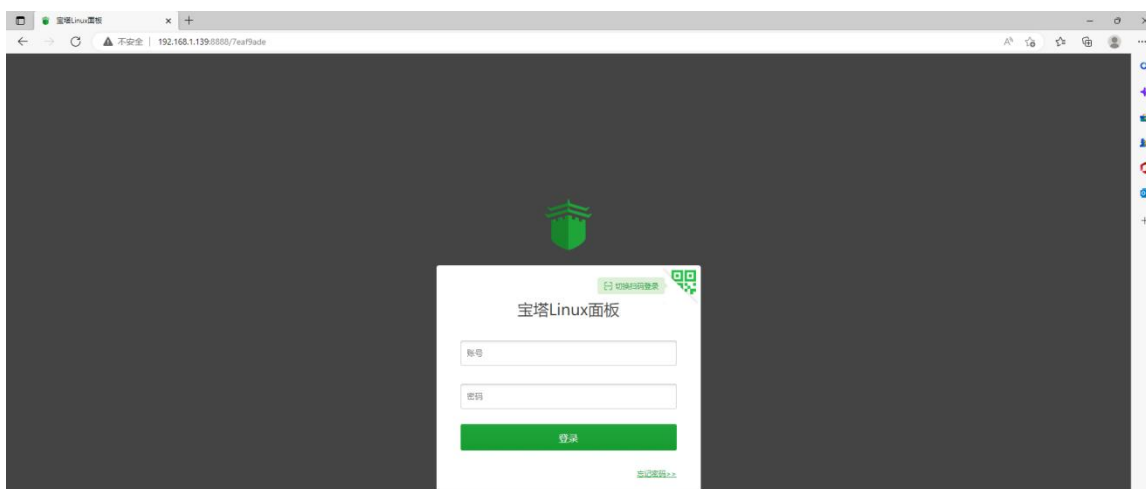 宝塔Linux面板
不安全 | 192.168.1.139:8888/7eaf9ade
切换扫码登录
宝塔Linux面板
账号
密码
登录
忘记密码>>